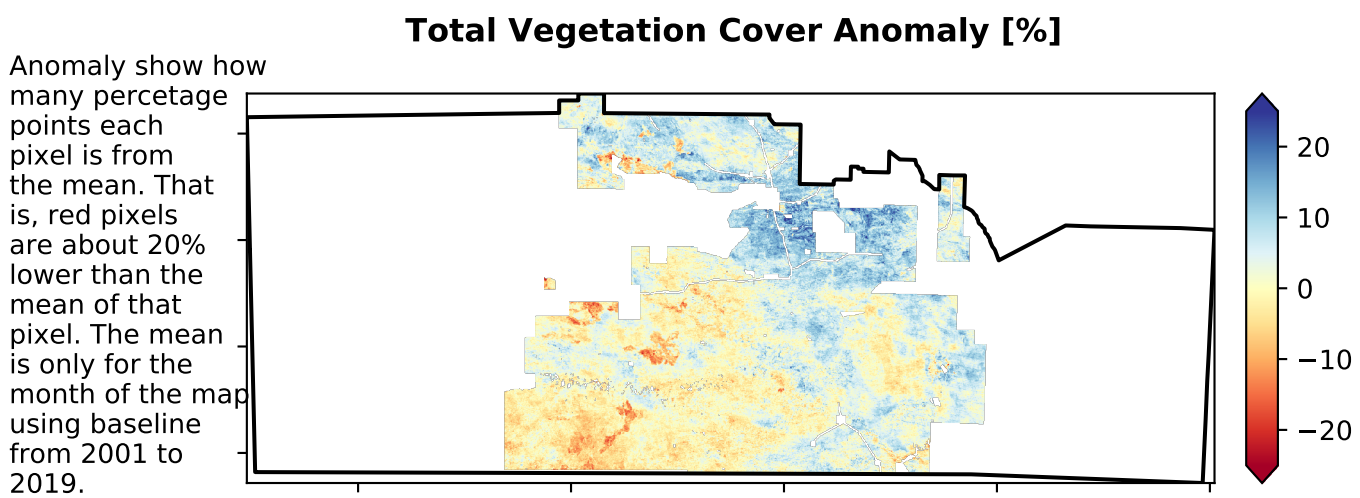 Total Vegetation Cover Anomaly [%]
Anomaly show how
many percetage
points each
pixel is from
the mean. That
is, red pixels
are about 20%
lower than the
mean of that
pixel. The mean
is only for the
month of the map
using baseline
from 2001 to
2019.
20
10
0
−10
−20